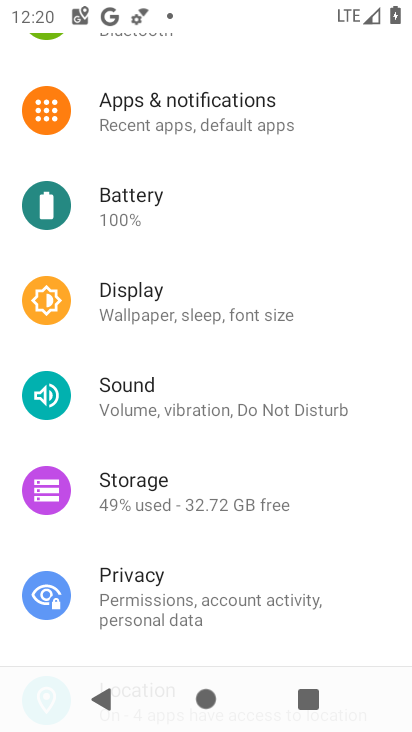 12:20
LTE
Bluetooth
Apps & notifications
Recent apps, default apps
Battery
100%
Display
Wallpaper, sleep, font size
Sound
Volume, vibration, Do Not Disturb
Storage
49% used - 32.72 GB free
Privacy
Permissions, account activity,
personal data
Location
On - 4 apps have access to location